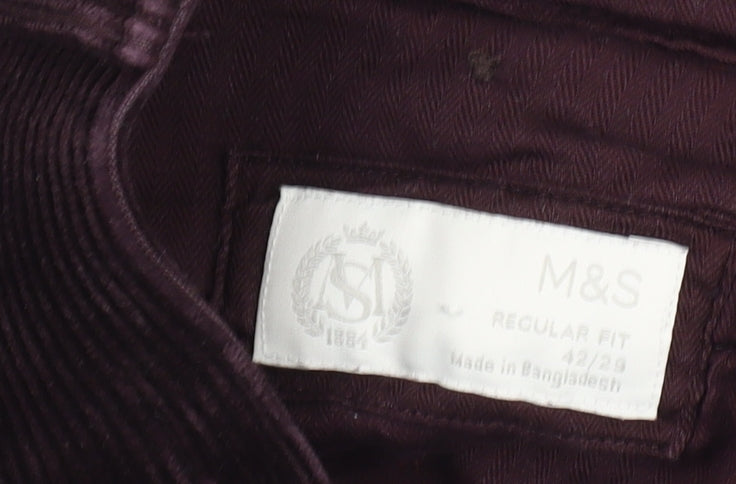 MS
1884
M&S
REGULAR FIT
42/29
Made in Bangladesh